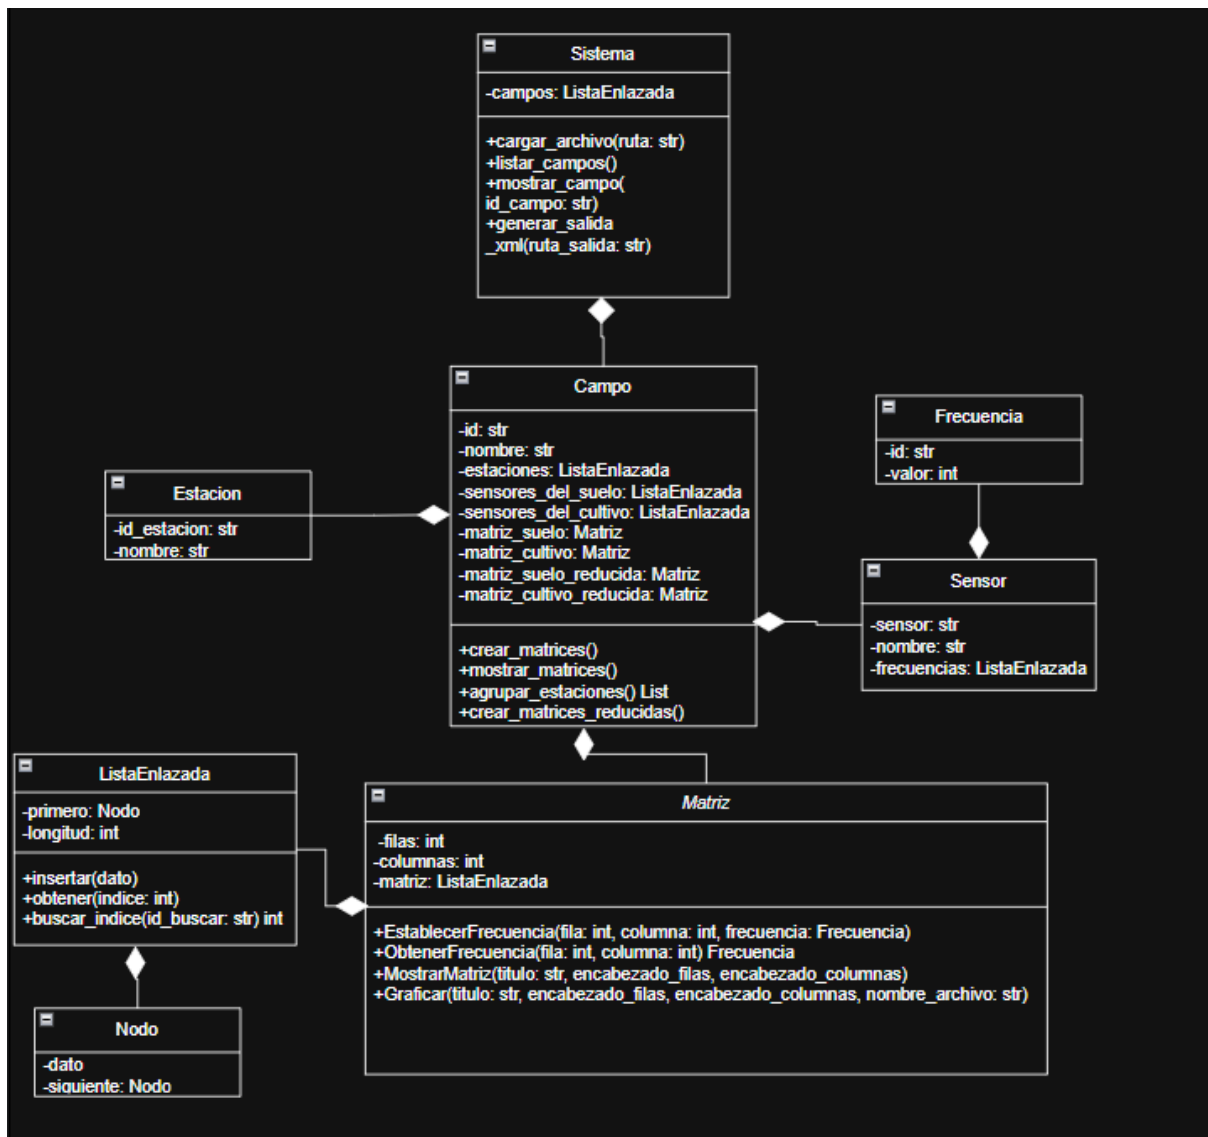 Sistema
-campos: ListaEnlazada
+cargar_archivo(ruta: str)
+listar_campos()
+mostrar_campo(
id_campo: str)
+generar_salida
_xml(ruta_salida: str)
Campo
-id: str
-nombre: str
-estaciones: ListaEnlazada
-sensores_del_suelo: ListaEnlazada
-sensores_del_cultivo: ListaEnlazada
-matriz_suelo: Matriz
-matriz_cultivo: Matriz
-matriz_suelo_reducida: Matriz
-matriz_cultivo_reducida: Matriz
+crear_matrices()
+mostrar_matrices()
+agrupar_estaciones() List
+crear_matrices_reducidas()
Frecuencia
-id: str
-valor: int
Estacion
-id_estacion: str
-nombre: str
Sensor
-sensor: str
-nombre: str
-frecuencias: ListaEnlazada
ListaEnlazada
-primero: Nodo
-longitud: int
+insertar(dato)
+obtener(indice: int)
+buscar_indice(id_buscar: str) int
Matriz
-filas: int
-columnas: int
-matriz: ListaEnlazada
+EstablecerFrecuencia(fila: int, columna: int, frecuencia: Frecuencia)
+ObtenerFrecuencia(fila: int, columna: int) Frecuencia
+MostrarMatriz(titulo: str, encabezado_filas, encabezado_columnas)
+Graficar(titulo: str, encabezado_filas, encabezado_columnas, nombre_archivo: str)
Nodo
-dato
-siguiente: Nodo